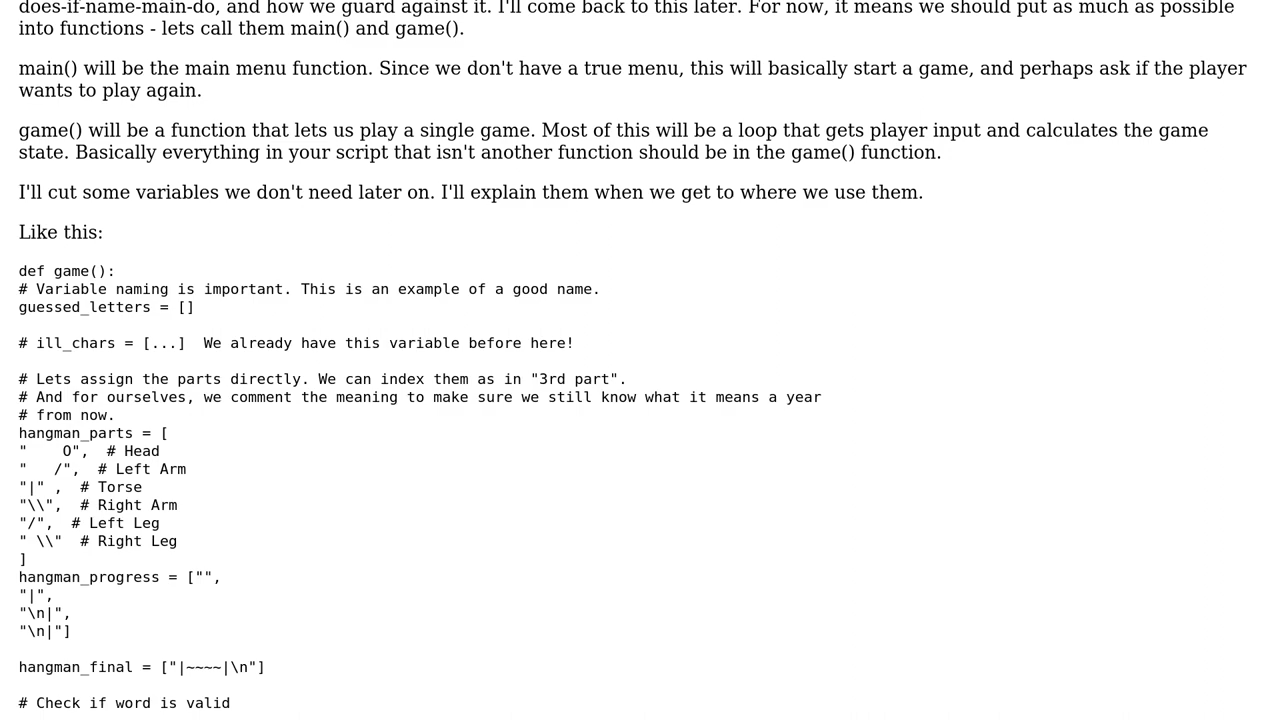 does-if-name-main-do, and how we guard against it. I'll come back to this later. For now, it means we should put as much as possible
into functions - lets call them main() and game().
main() will be the main menu function. Since we don't have a true menu, this will basically start a game, and perhaps ask if the player
wants to play again.
game() will be a function that lets us play a single game. Most of this will be a loop that gets player input and calculates the game
state. Basically everything in your script that isn't another function should be in the game() function.
I'll cut some variables we don't need later on. I'll explain them when we get to where we use them.
Like this:
def game():
# Variable naming is important. This is an example of a good name.
guessed_letters = []
# ill_chars = [...]  We already have this variable before here!
# Lets assign the parts directly. We can index them as in "3rd part".
# And for ourselves, we comment the meaning to make sure we still know what it means a year
# from now.
hangman_parts = [
"    O",  # Head
"   /",  # Left Arm
"|" ,  # Torse
"\\",  # Right Arm
"/",  # Left Leg
" \\"  # Right Leg
]
hangman_progress = ["",
"|",
"\n|",
"\n|"]
hangman_final = ["|~~~~|\n"]
# Check if word is valid